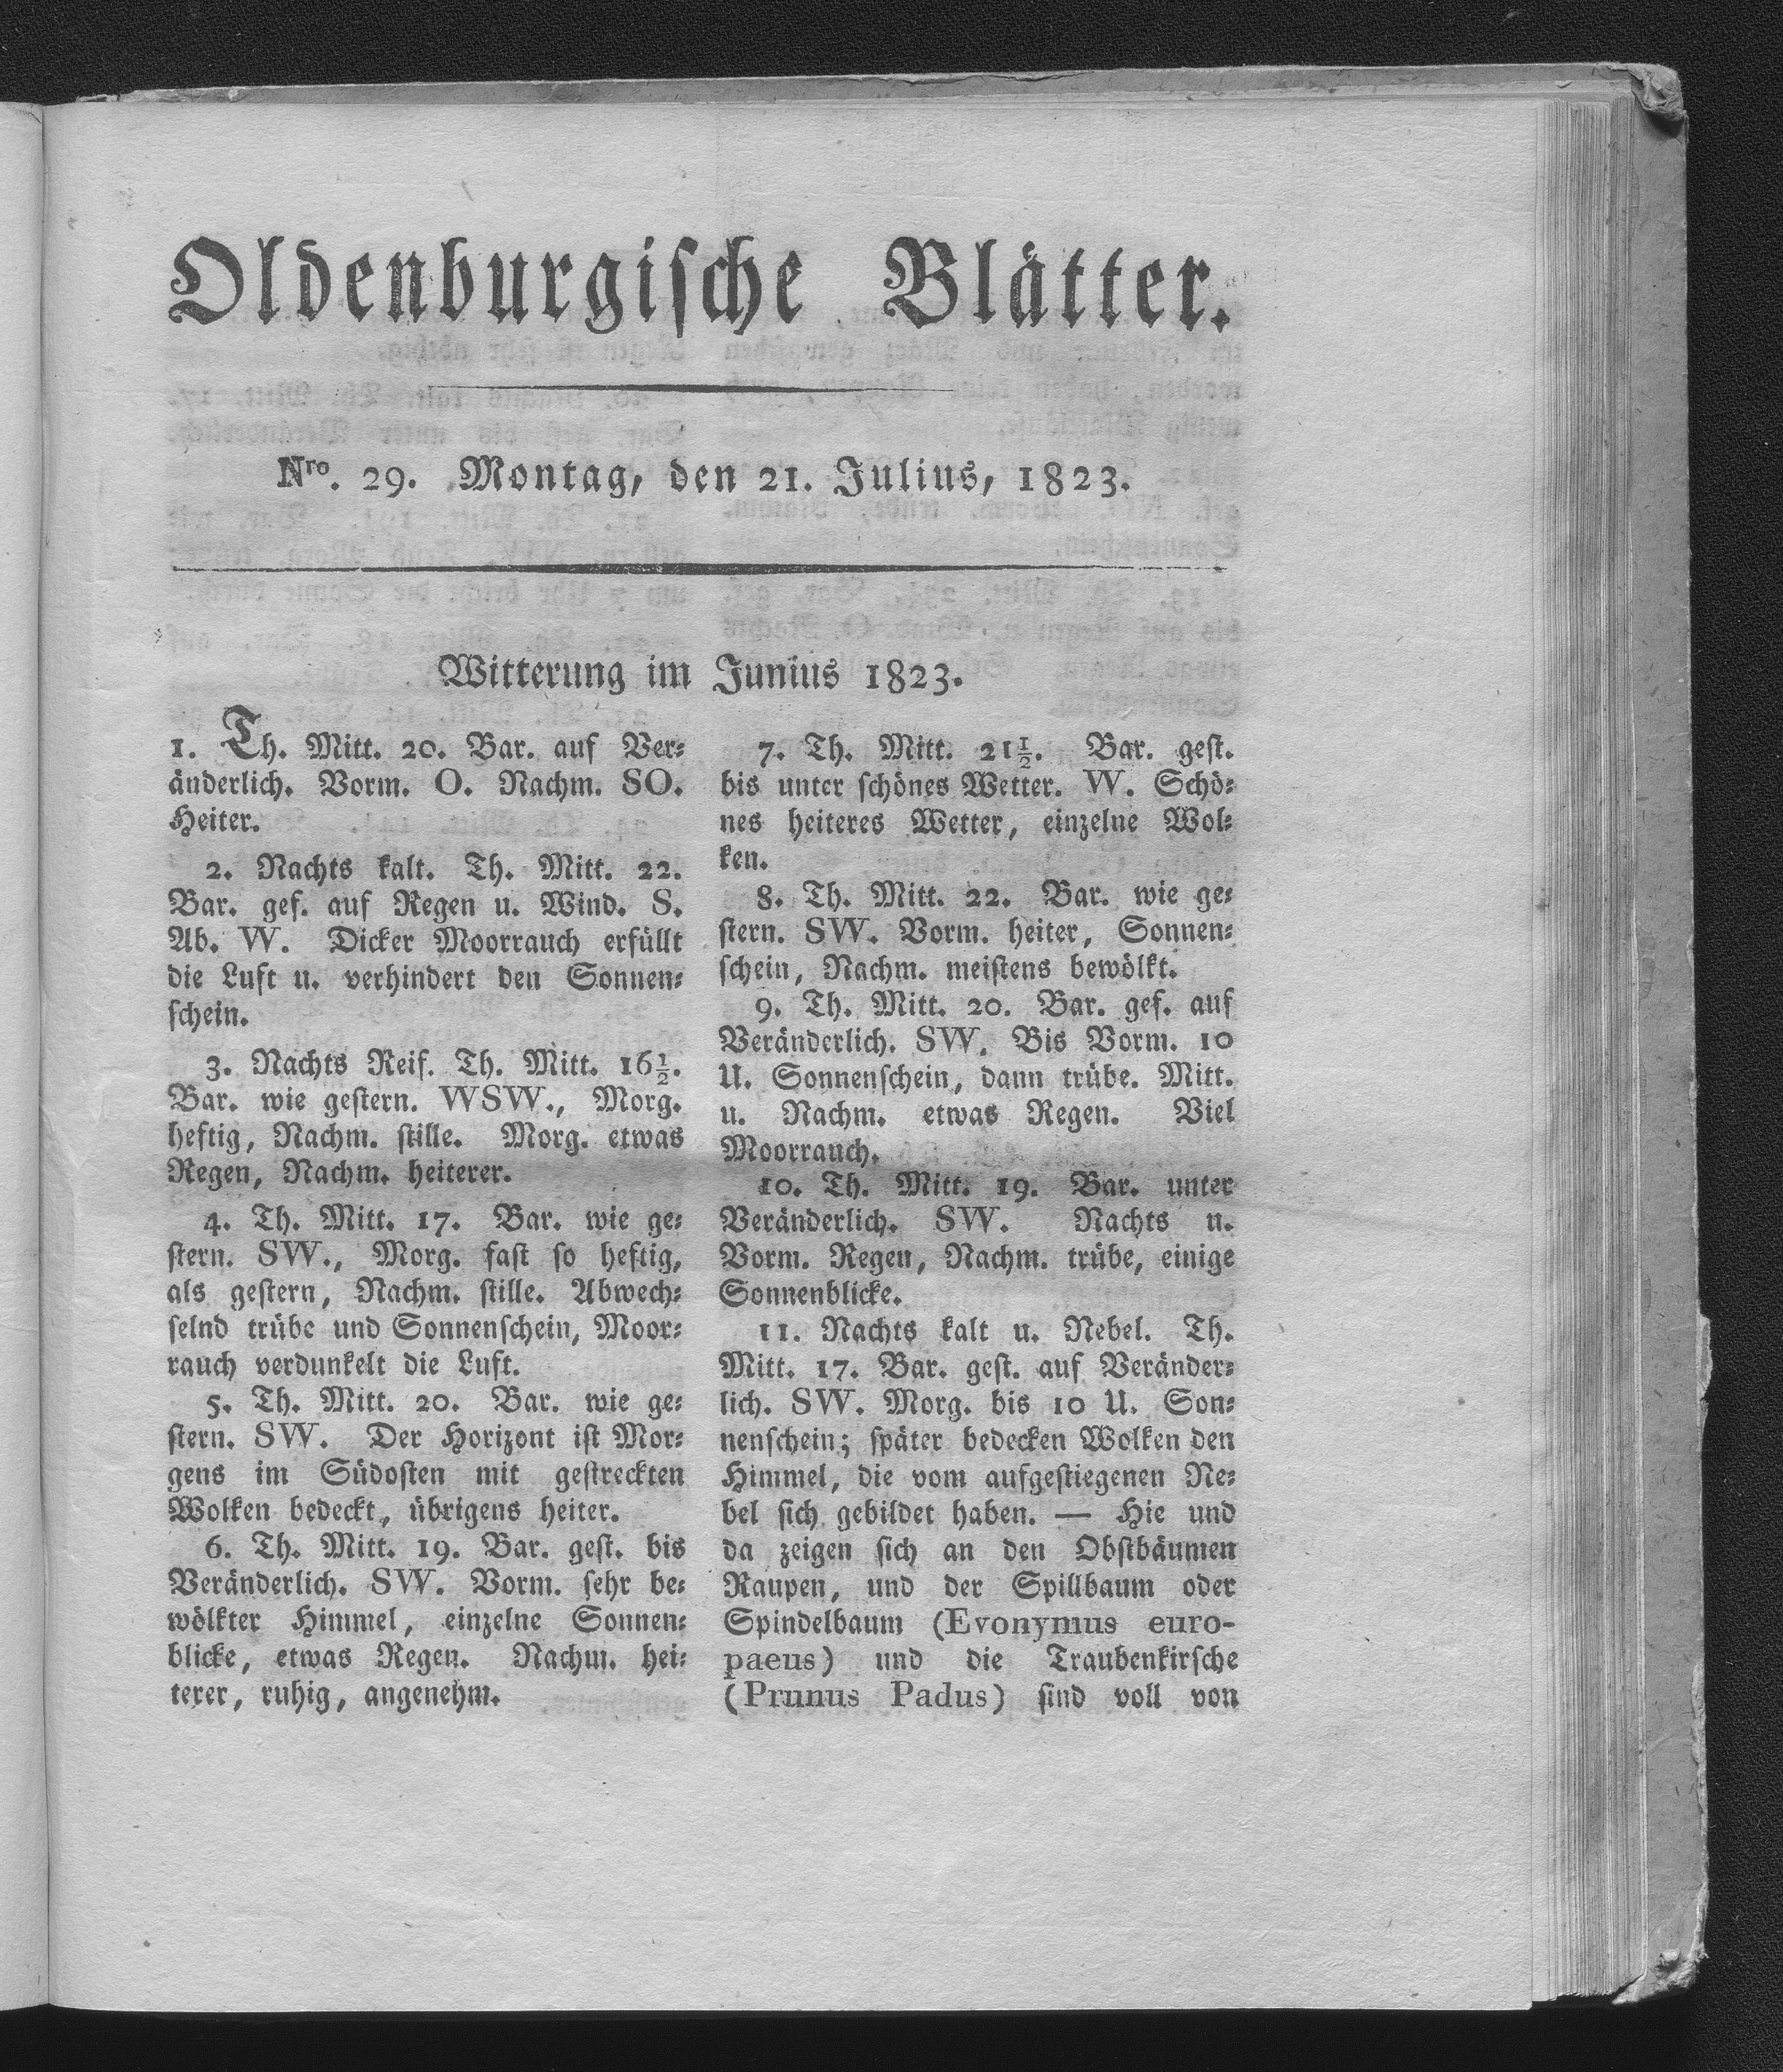 Oldenburgische Blätter.
Nro. 29. Montag, den 21. Julius, 1823.
Witterung im Junius 1823.
1. Th. Mitt. 20. Bar. auf Ver⸗
änderlich. Vorm. O. Nachm. SO.
Heiter.
2. Nachts kalt. Th. Mitt. 22.
Bar. gef. auf Regen u. Wind. S.
Ab. W. Dicker Moorrauch erfüllt
die Luft u. verhindert den Sonnen⸗
ſchein.
3. Nachts Reif. Th. Mitt. 16½.
Bar. wie geſtern. WSW., Morg.
heftig, Nachm. ſtille. Morg. etwas
Regen, Nachm. heiterer.
4. Th. Mitt. 17. Bar. wie ge⸗
ſtern. SW., Morg. faſt ſo heftig,
als geſtern, Nachm. ſtille. Abwech⸗
ſelnd trübe und Sonnenſchein, Moor⸗
rauch verdunkelt die Luft.
5. Th. Mitt. 20. Bar. wie ge⸗
ſtern. SW. Der Horizont iſt Mor⸗
gens im Südoſten mit geſtreckten
Wolken bedeckt, übrigens heiter.
6. Th. Mitt. 19. Bar. geſt. bis
Veränderlich. SW. Vorm. ſehr be⸗
wölkter Himmel, einzelne Sonnen⸗
blicke, etwas Regen. Nachm. hei⸗
terer, ruhig, angenehm.
7. Th. Mitt. 21½. Bar. geſt.
bis unter ſchönes Wetter. W. Schö⸗
nes heiteres Wetter, einzelne Wol⸗
ken.
8. Th. Mitt. 22. Bar. wie ge⸗
ſtern. SW. Vorm. heiter, Sonnen⸗
ſchein, Nachm. meiſtens bewölkt.
9. Th. Mitt. 20. Bar. gef. auf
Veränderlich. SW. Bis Vorm. 10
U. Sonnenſchein, dann trübe. Mitt.
u. Nachm. etwas Regen. Viel
Moorrauch.
10. Th. Mitt. 19. Bar. unter
Veränderlich. SW. Nachts u.
Vorm. Regen, Nachm. trübe, einige
Sonnenblicke.
11. Nachts kalt u. Nebel. Th.
Mitt. 17. Bar. geſt. auf Veränder⸗
lich. SW. Morg. bis 10 U. Son⸗
nenſchein; ſpäter bedecken Wolken den
Himmel, die vom aufgeſtiegenen Ne⸗
bel ſich gebildet haben. — Hie und
da zeigen ſich an den Obſtbäumen
Raupen, und der Spillbaum oder
Spindelbaum (Evonymus euro-
paeus) und die Traubenkirſche
(Prunus Padus) ſind voll von